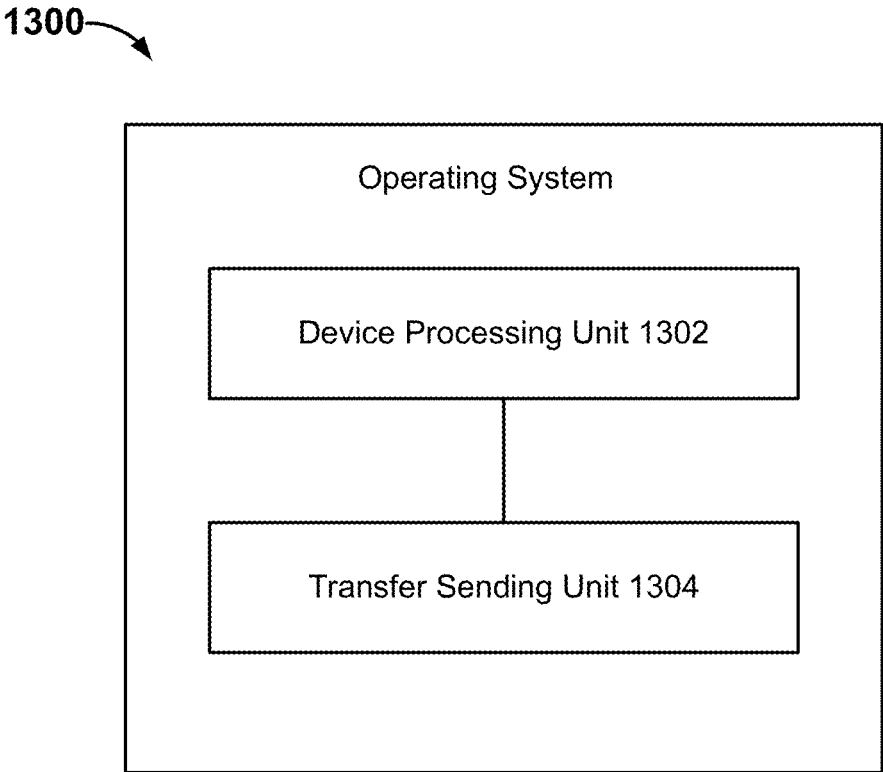 1300
Operating System
Device Processing Unit 1302
Transfer Sending Unit 1304